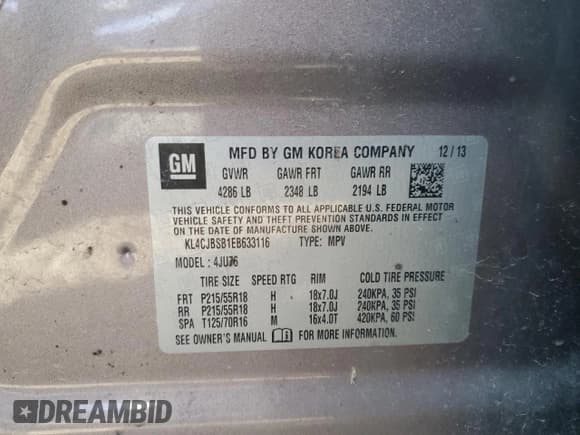 GM
MFD BY GM KOREA COMPANY 12/13
GVWR GAWR FRT GAWR RR
4286 LB 2348 LB 2194 LB
THIS VEHICLE CONFORMS TO ALL APPLICABLE U.S. FEDERAL MOTOR
VEHICLE SAFETY AND THEFT PREVENTION STANDARDS IN EFFECT ON
THE DATE OF MANUFACTURE SHOWN ABOVE.
KL4CJBSB1EB633116 TYPE: MPV
MODEL: 4JU76
TIRE SIZE SPEED RTG RIM COLD TIRE PRESSURE
FRT P215/55R18 H 18x7.0J 240KPA, 35 PSI
RR P215/55R18 H 18x7.0J 240KPA, 35 PSI
SPA T125/70R16 M 16x4.0T 420KPA, 60 PSI
SEE OWNER'S MANUAL FOR MORE INFORMATION.
DREAMBID